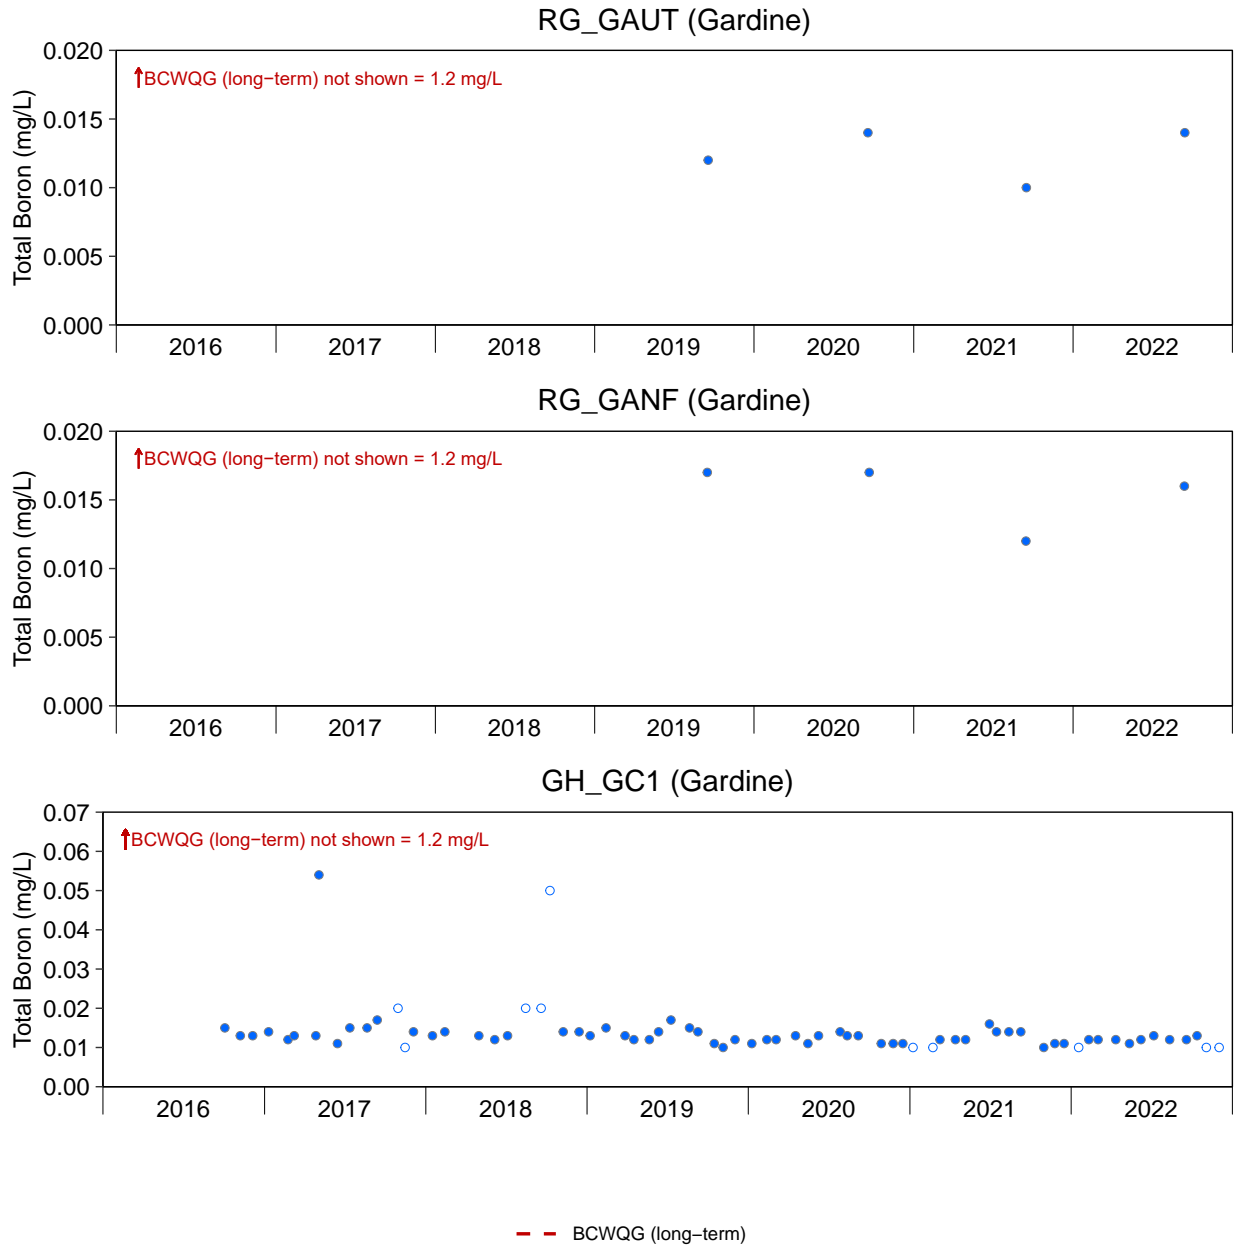 RG_GAUT (Gardine)
Total Boron (mg/L)
0.020
0.015
0.010
0.005
0.000
BCWQG (long−term) not shown = 1.2 mg/L
2016 2017 2018 2019 2020 2021 2022
RG_GANF (Gardine)
Total Boron (mg/L)
0.020
0.015
0.010
0.005
0.000
BCWQG (long−term) not shown = 1.2 mg/L
2016 2017 2018 2019 2020 2021 2022
GH_GC1 (Gardine)
Total Boron (mg/L)
0.07
0.06
0.05
0.04
0.03
0.02
0.01
0.00
BCWQG (long−term) not shown = 1.2 mg/L
2016 2017 2018 2019 2020 2021 2022
BCWQG (long−term)